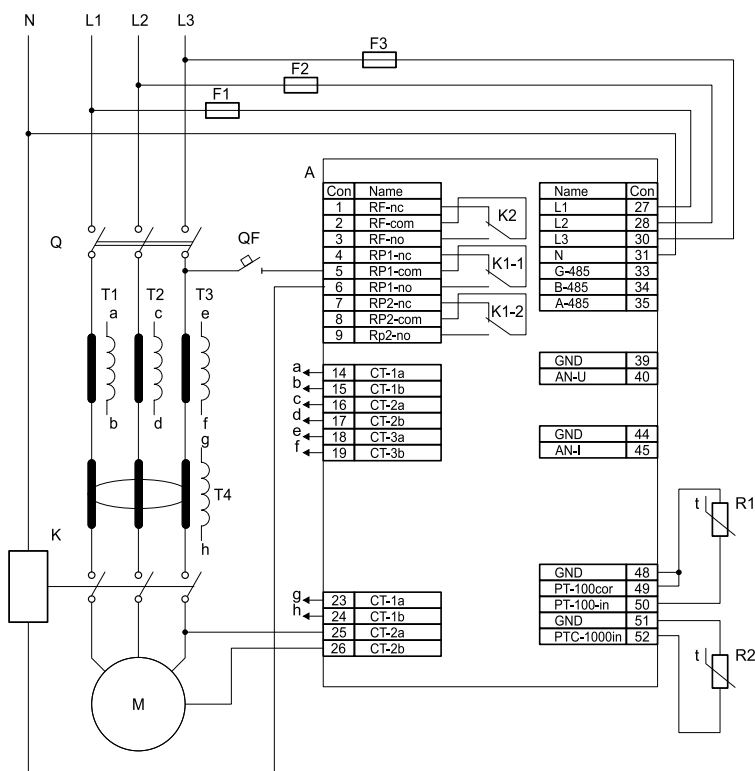 N L1 L2 L3
F3
F2
F1
A
Con Name
1 RF-nc
2 RF-com
3 RF-no
4 RP1-nc
5 RP1-com
6 RP1-no
7 RP2-nc
8 RP2-com
9 Rp2-no
K2
K1-1
K1-2
Name Con
L1 27
L2 28
L3 30
N 31
G-485 33
B-485 34
A-485 35
Q
QF
T1 T2 T3
a c e
b d f
g
T4
h
K
M
a 14 CT-1a
b 15 CT-1b
c 16 CT-2a
d 17 CT-2b
e 18 CT-3a
f 19 CT-3b
GND 39
AN-U 40
GND 44
AN-I 45
g 23 CT-1a
h 24 CT-1b
25 CT-2a
26 CT-2b
GND 48
PT-100cor 49
PT-100-in 50
GND 51
PTC-1000in 52
t R1
t R2